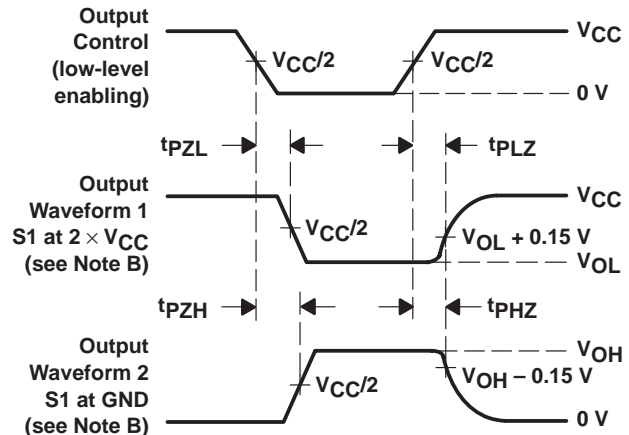 Output
Control
(low-level
enabling)
VCC/2
VCC/2
VCC
0 V
tPZL
tPLZ
Output
Waveform 1
S1 at 2 × VCC
(see Note B)
VCC/2
VCC
VOL + 0.15 V
VOL
tPZH
tPHZ
Output
Waveform 2
S1 at GND
(see Note B)
VCC/2
VOH
VOH – 0.15 V
0 V